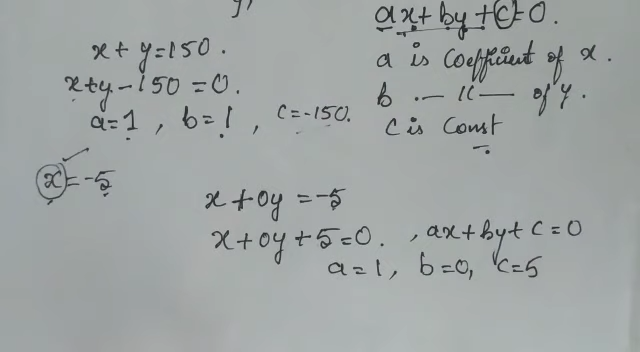 ax + by + c = 0.
x + y = 150.
x + y - 150 = 0.
a = 1 , b = 1 , c = -150.
a is coefficient of x.
b .— 11 — of y.
c is const
x = -5
x + 0y = -5
x + 0y + 5 = 0. , ax + by + c = 0
a = 1, b = 0, c = 5